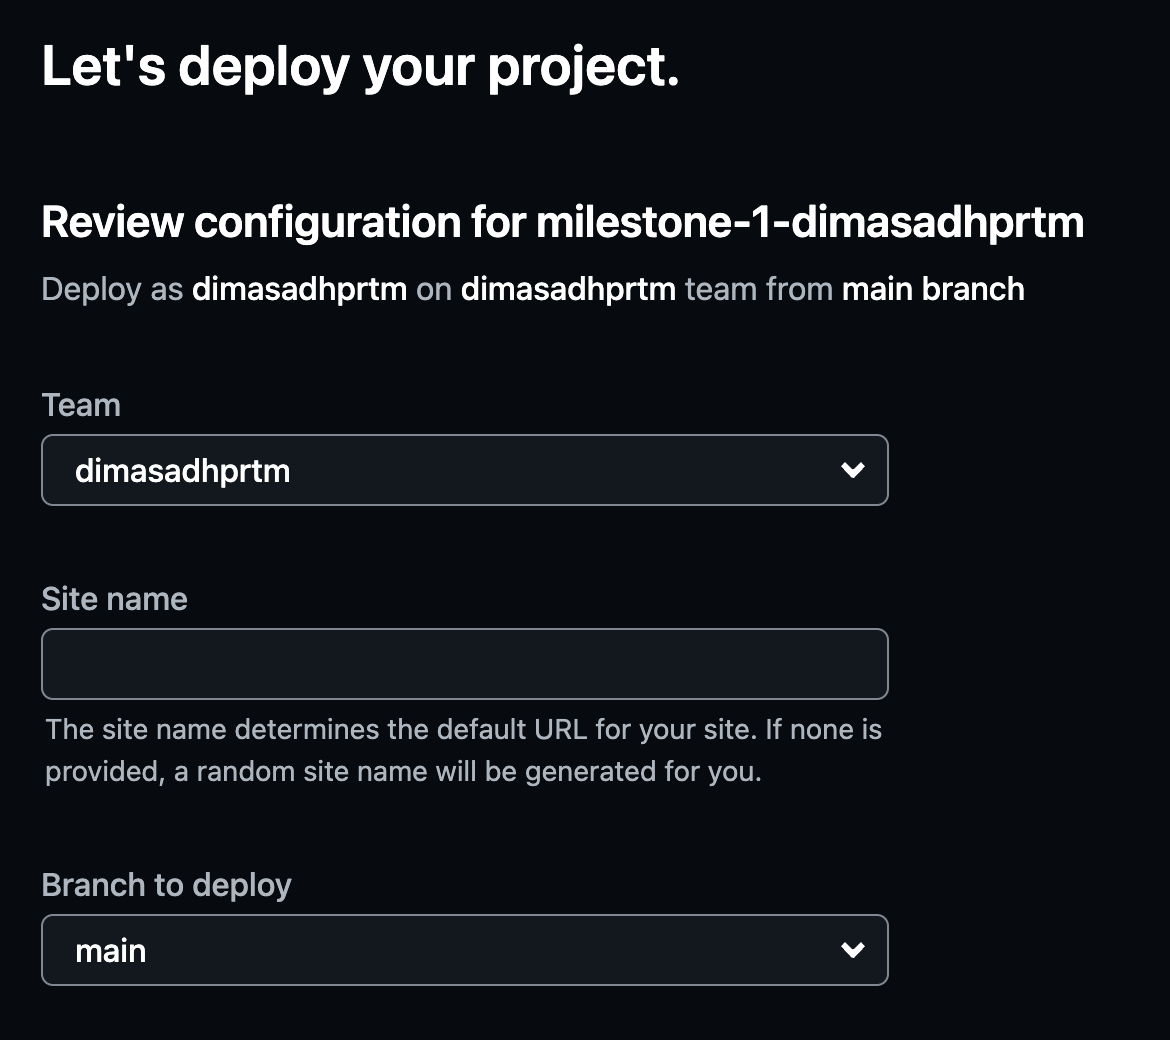 Let's deploy your project.
Review configuration for milestone-1-dimasadhprtm
Deploy as dimasadhprtm on dimasadhprtm team from main branch
Team
dimasadhprtm
Site name
The site name determines the default URL for your site. If none is
provided, a random site name will be generated for you.
Branch to deploy
main